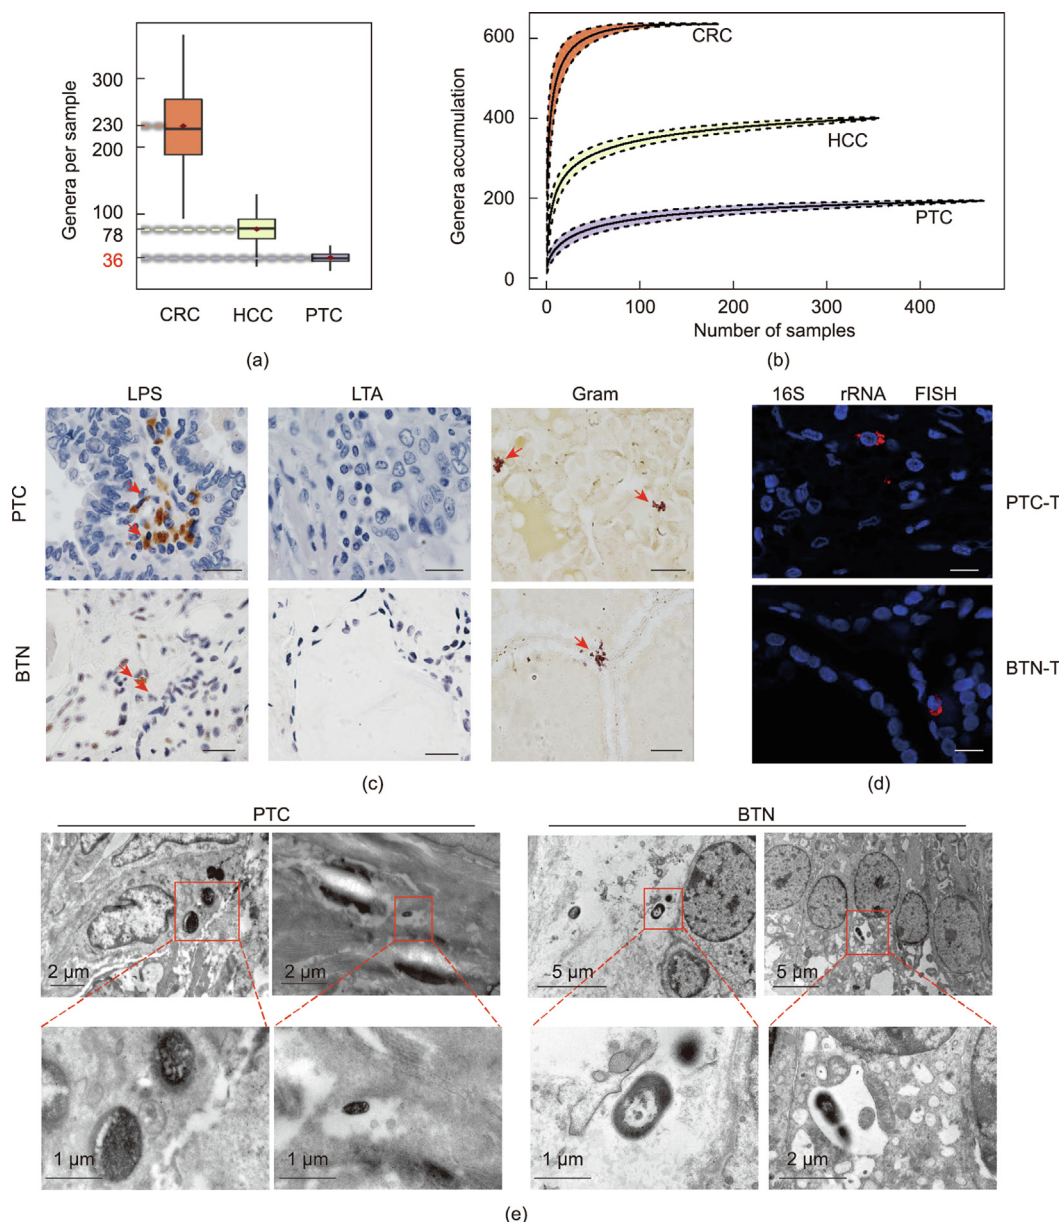 Genera per sample
300
230
200
100
78
36
CRC HCC PTC
(a)
Genera accumulation
600
400
200
0
CRC
HCC
PTC
0 100 200 300 400
Number of samples
(b)
LPS LTA Gram
PTC
BTN
(c)
16S rRNA FISH
PTC-T
BTN-T
(d)
PTC BTN
2 μm 2 μm 5 μm 5 μm
1 μm 1 μm 1 μm 2 μm
(e)